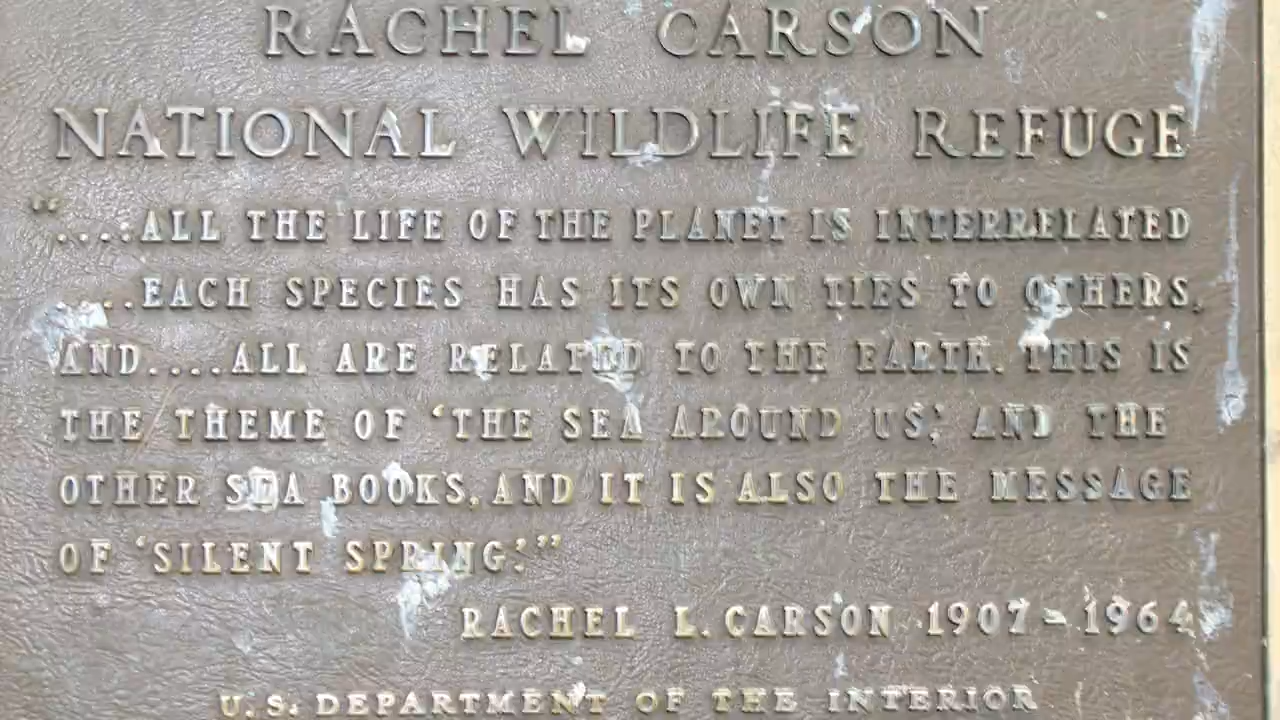 RACHEL CARSON
NATIONAL WILDLIFE REFUGE
“....ALL THE LIFE OF THE PLANET IS INTERRELATED
....EACH SPECIES HAS ITS OWN TIES TO OTHERS,
AND....ALL ARE RELATED TO THE EARTH. THIS IS
THE THEME OF ‘THE SEA AROUND US,’ AND THE
OTHER SEA BOOKS, AND IT IS ALSO THE MESSAGE
OF ‘SILENT SPRING.’”
RACHEL L. CARSON 1907-1964
U.S. DEPARTMENT OF THE INTERIOR